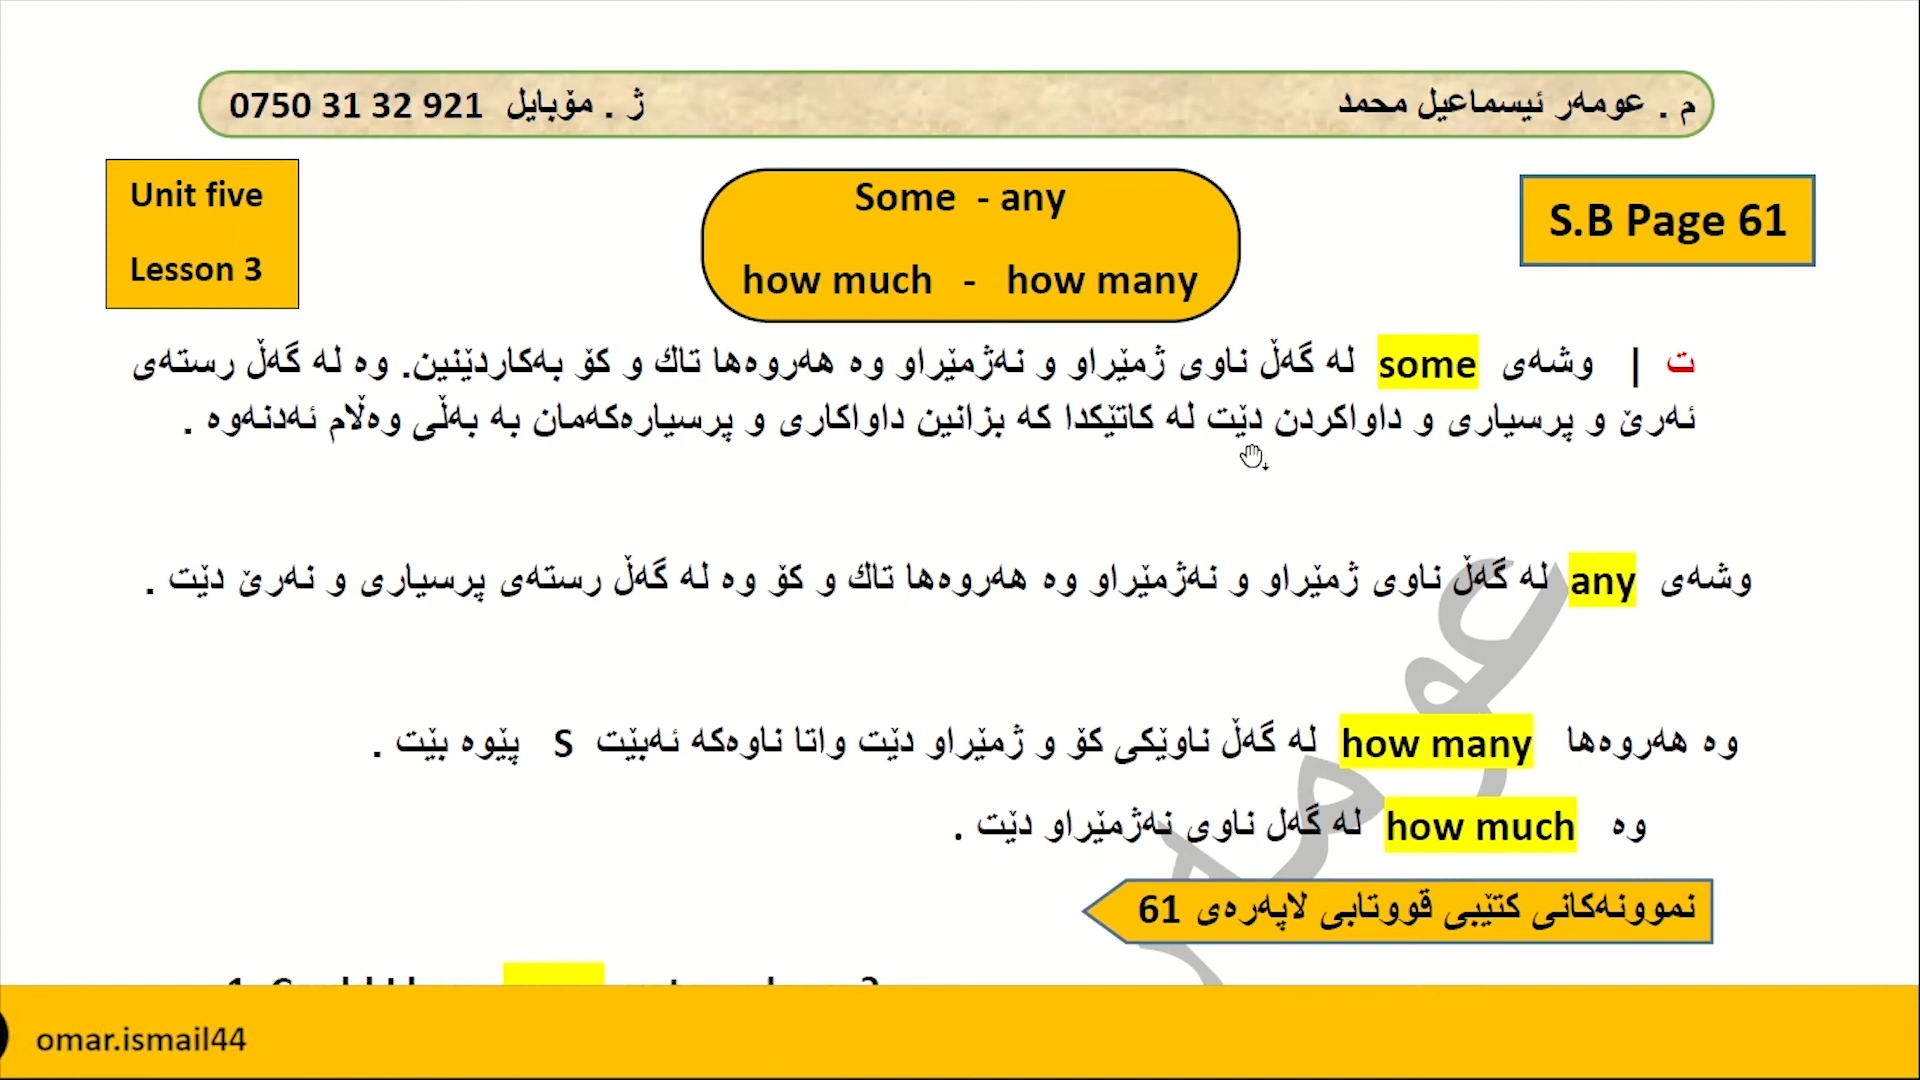 م . عومەر ئیسماعیل محمد
ژ . مۆبایل 0750 31 32 921
Unit five
Lesson 3
Some - any
how much - how many
S.B Page 61
ت | وشەی some لە گەڵ ناوی ژمێراو و نەژمێراو وە هەروەها تاك و كۆ بەكاردێنین. وە لە گەڵ رستەی
ئەرێ و پرسیاری و داواكردن دێت لە كاتێكدا كە بزانین داواكاری و پرسیارەكەمان بە بەڵی وەڵام ئەدنەوە .
وشەی any لە گەڵ ناوی ژمێراو و نەژمێراو وە هەروەها تاك و كۆ وە لە گەڵ رستەی پرسیاری و نەرێ دێت .
وە هەروەها how many لە گەڵ ناوێكی كۆ و ژمێراو دێت واتا ناوەكە ئەبێت S پێوە بێت .
وە how much لە گەل ناوی نەژمێراو دێت .
نموونەكانی كتێبی قووتابی لاپەرەی 61
omar.ismail44